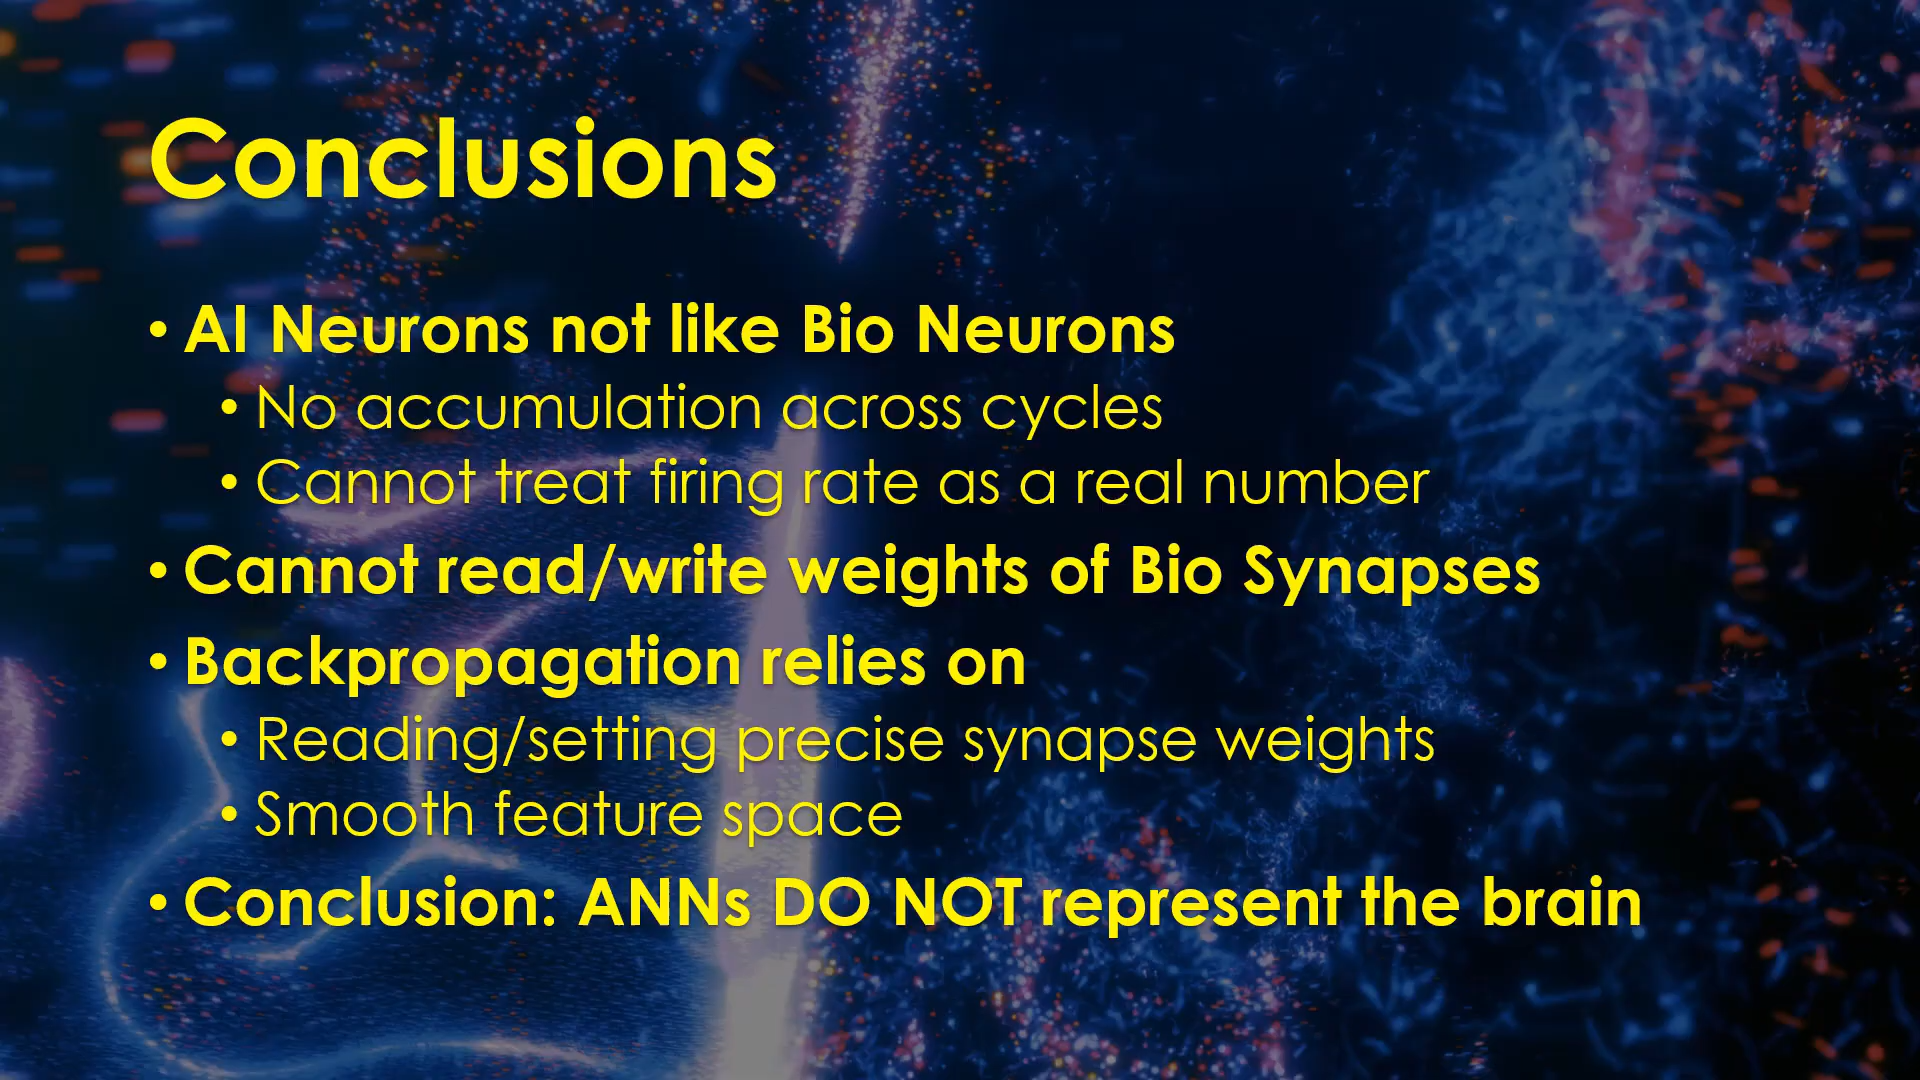 Conclusions
• AI Neurons not like Bio Neurons
• No accumulation across cycles
• Cannot treat firing rate as a real number
• Cannot read/write weights of Bio Synapses
• Backpropagation relies on
• Reading/setting precise synapse weights
• Smooth feature space
• Conclusion: ANNs DO NOT represent the brain